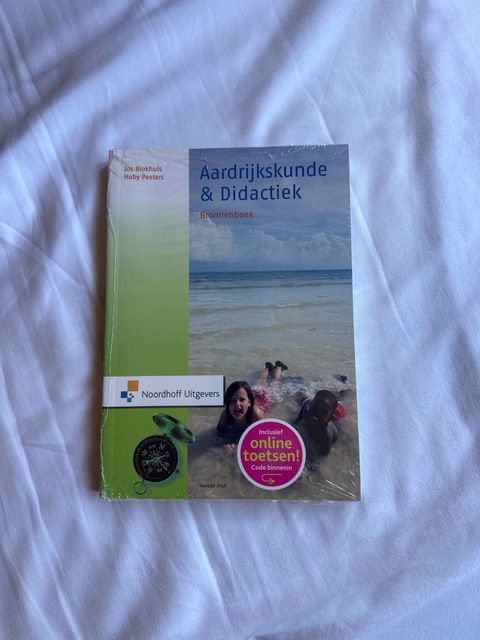 Jos Blokhuis
Huby Peeters
Aardrijkskunde
& Didactiek
Bronnenboek
Noordhoff Uitgevers
Inclusief
online
toetsen!
Code binnenin
Tweede druk
N